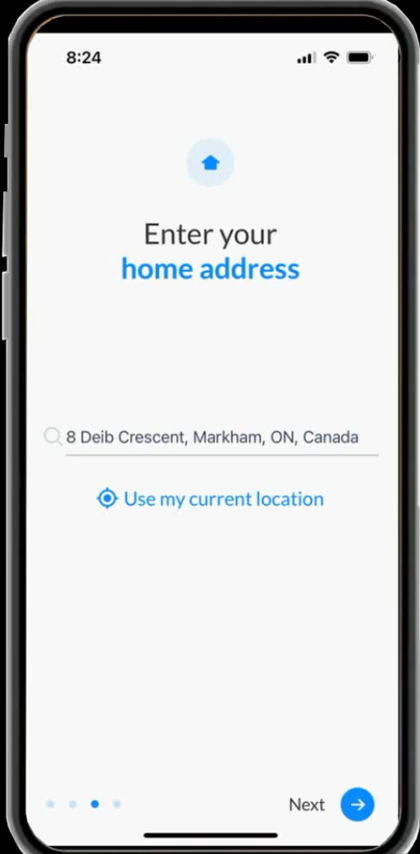 8:24
Enter your
home address
8 Deib Crescent, Markham, ON, Canada
Use my current location
Next